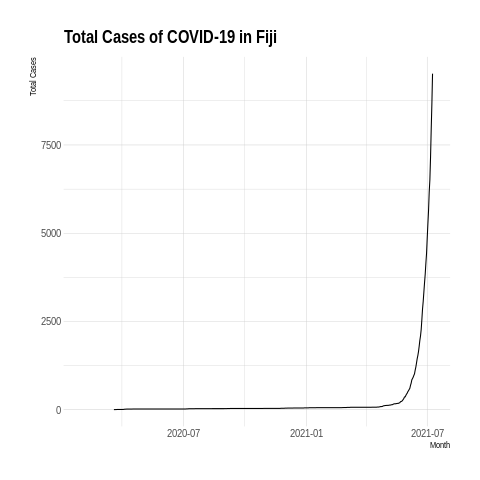 Total Cases of COVID-19 in Fiji
Total Cases
7500
5000
2500
0
2020-07
2021-01
2021-07
Month